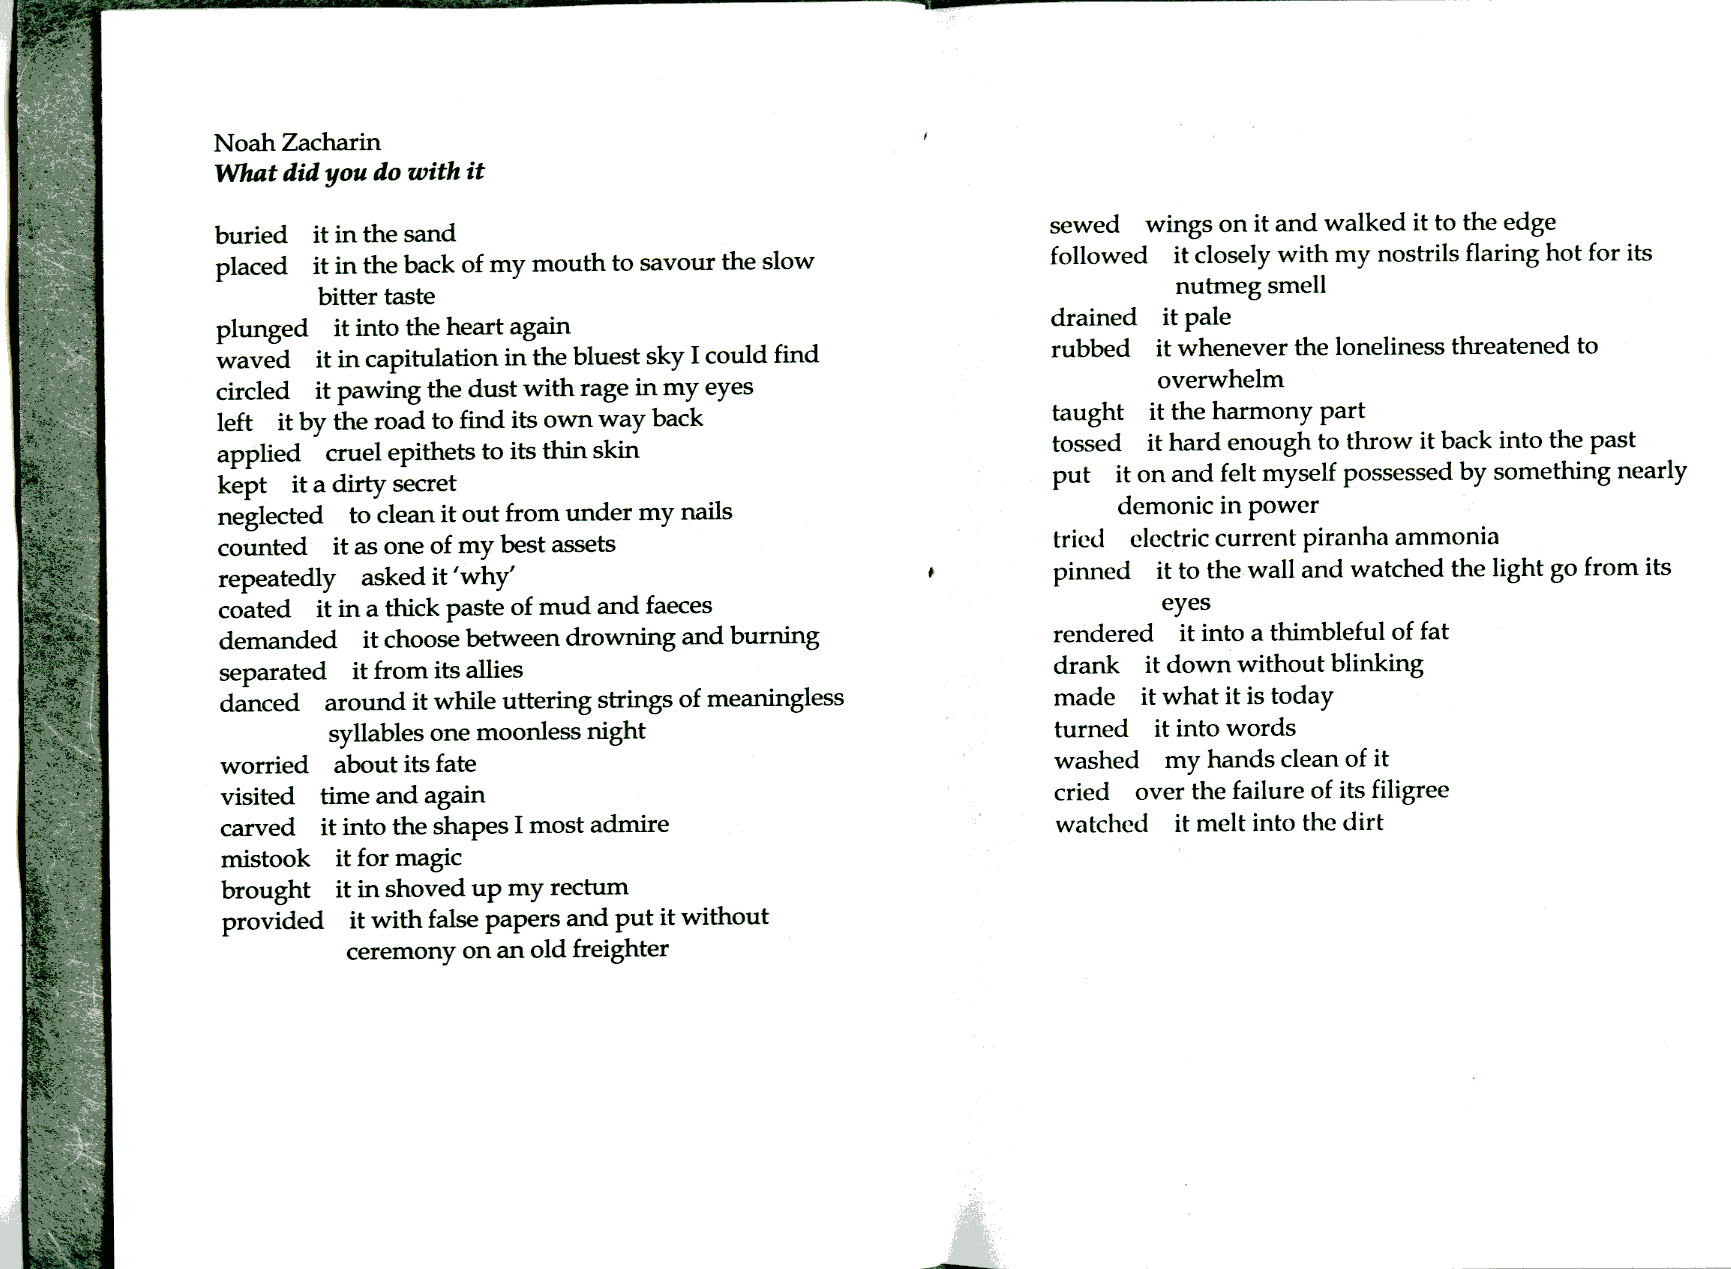 Noah Zacharin
What did you do with it
buried it in the sand
placed it in the back of my mouth to savour the slow
bitter taste
plunged it into the heart again
waved it in capitulation in the bluest sky I could find
circled it pawing the dust with rage in my eyes
left it by the road to find its own way back
applied cruel epithets to its thin skin
kept it a dirty secret
neglected to clean it out from under my nails
counted it as one of my best assets
repeatedly asked it 'why'
coated it in a thick paste of mud and faeces
demanded it choose between drowning and burning
separated it from its allies
danced around it while uttering strings of meaningless
syllables one moonless night
worried about its fate
visited time and again
carved it into the shapes I most admire
mistook it for magic
brought it in shoved up my rectum
provided it with false papers and put it without
ceremony on an old freighter
sewed wings on it and walked it to the edge
followed it closely with my nostrils flaring hot for its
nutmeg smell
drained it pale
rubbed it whenever the loneliness threatened to
overwhelm
taught it the harmony part
tossed it hard enough to throw it back into the past
put it on and felt myself possessed by something nearly
demonic in power
tried electric current piranha ammonia
pinned it to the wall and watched the light go from its
eyes
rendered it into a thimbleful of fat
drank it down without blinking
made it what it is today
turned it into words
washed my hands clean of it
cried over the failure of its filigree
watched it melt into the dirt